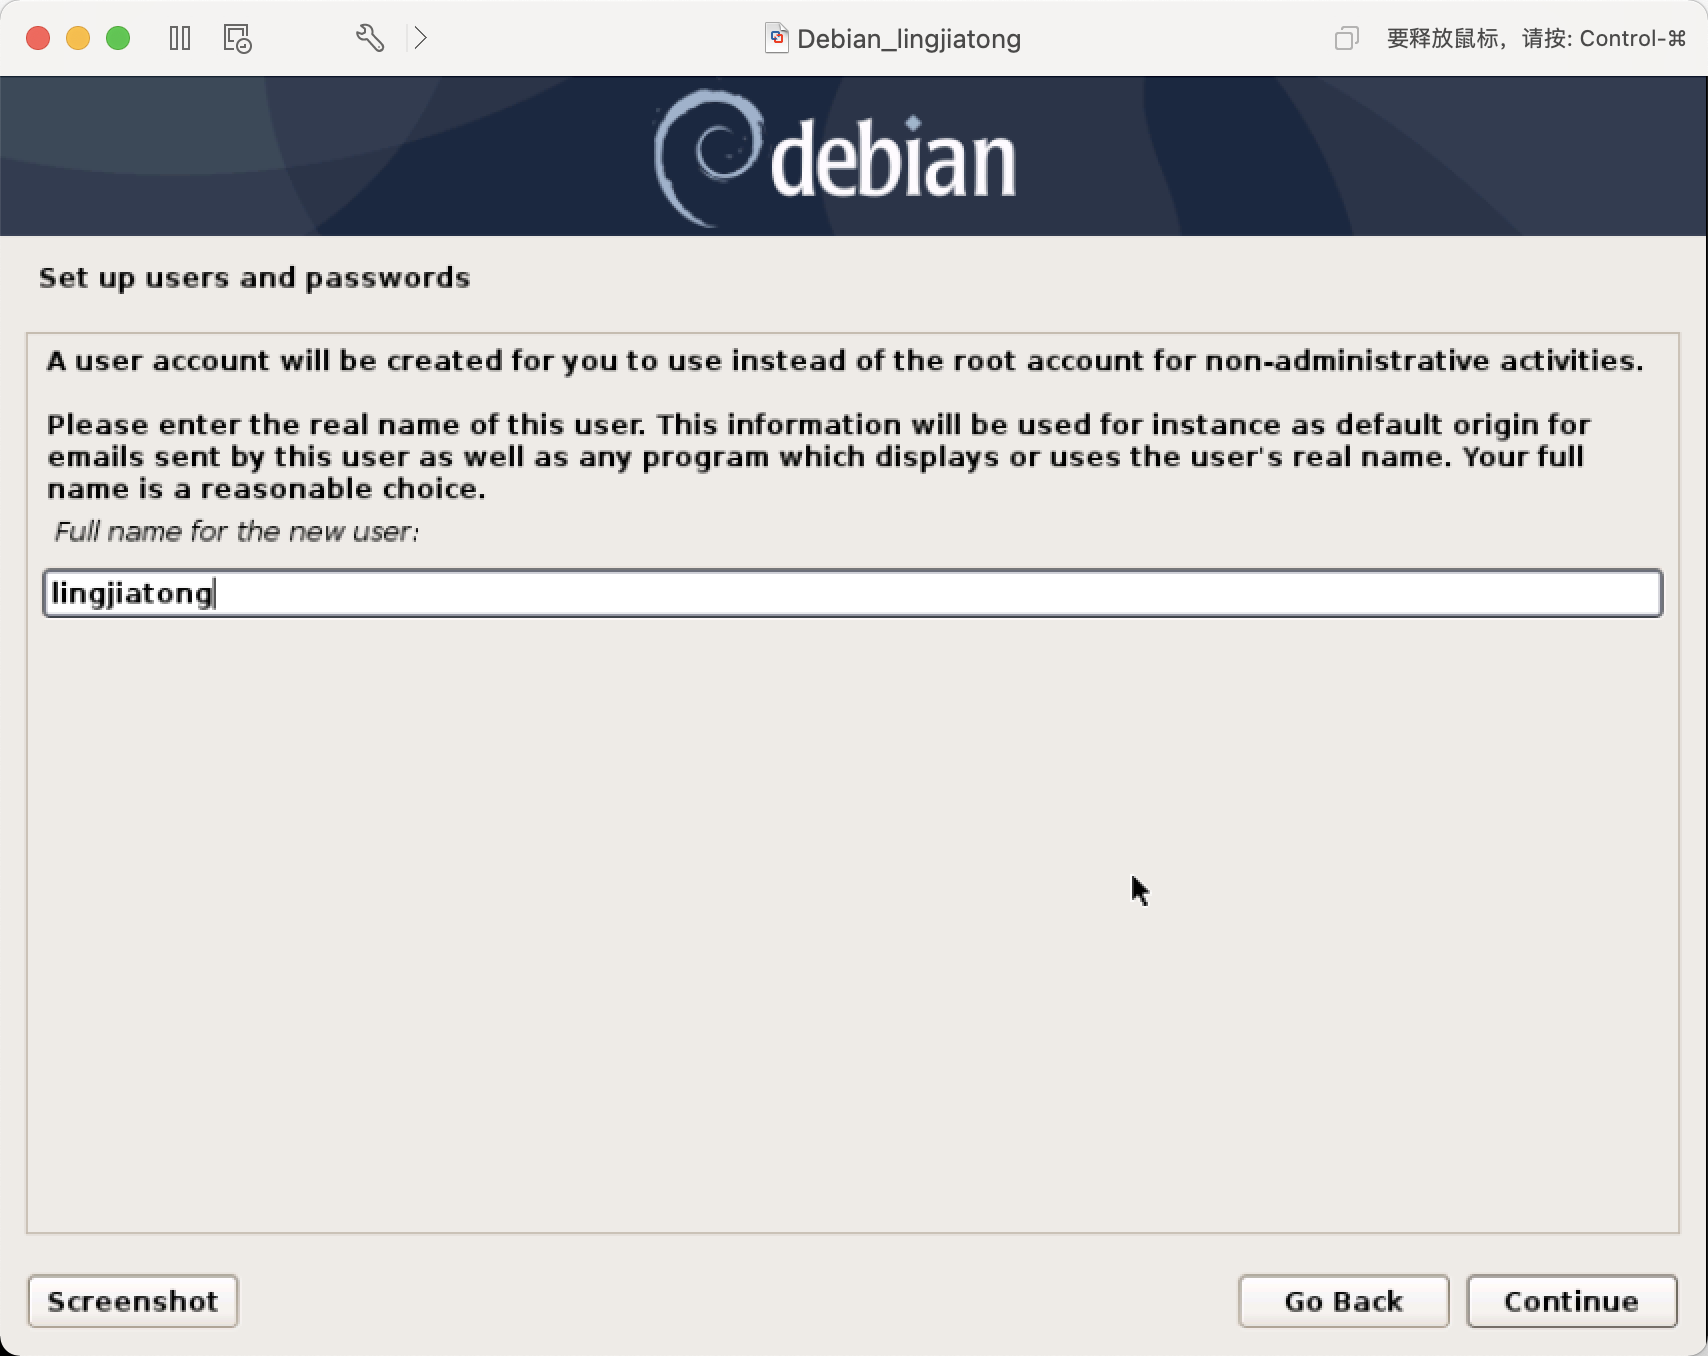 Debian_lingjiatong
要释放鼠标，请按: Control-⌘
debian
Set up users and passwords
A user account will be created for you to use instead of the root account for non-administrative activities.
Please enter the real name of this user. This information will be used for instance as default origin for
emails sent by this user as well as any program which displays or uses the user's real name. Your full
name is a reasonable choice.
Full name for the new user:
lingjiatong
Screenshot
Go Back
Continue